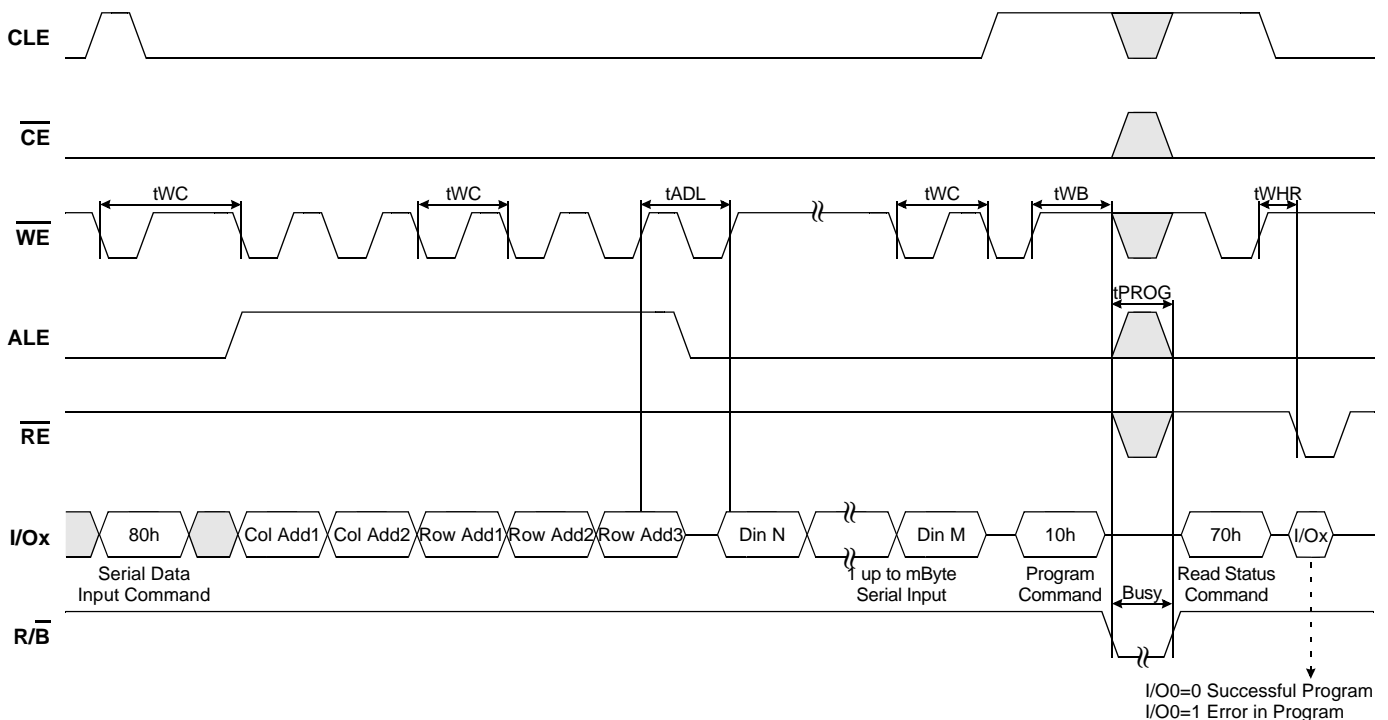 CLE
CE
tWC tWC tADL tWC tWB tWHR
WE
tPROG
ALE
RE
I/Ox 80h Col Add1 Col Add2 Row Add1 Row Add2 Row Add3 Din N Din M 10h 70h I/Ox
Serial Data
Input Command
1 up to mByte
Serial Input
Program
Command
Busy
Read Status
Command
R/B
I/O0=0 Successful Program
I/O0=1 Error in Program